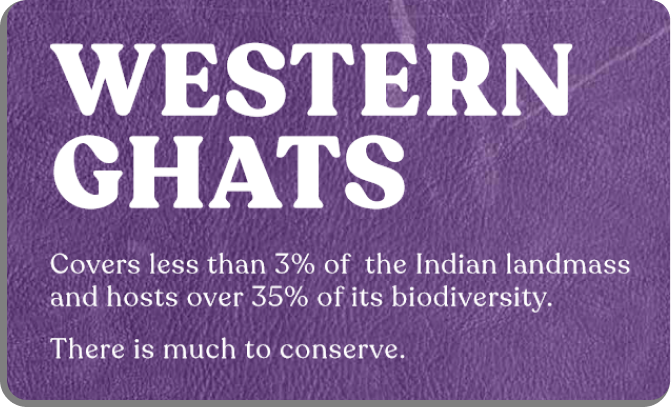 WESTERN
GHATS
Covers less than 3% of the Indian landmass
and hosts over 35% of its biodiversity.
There is much to conserve.